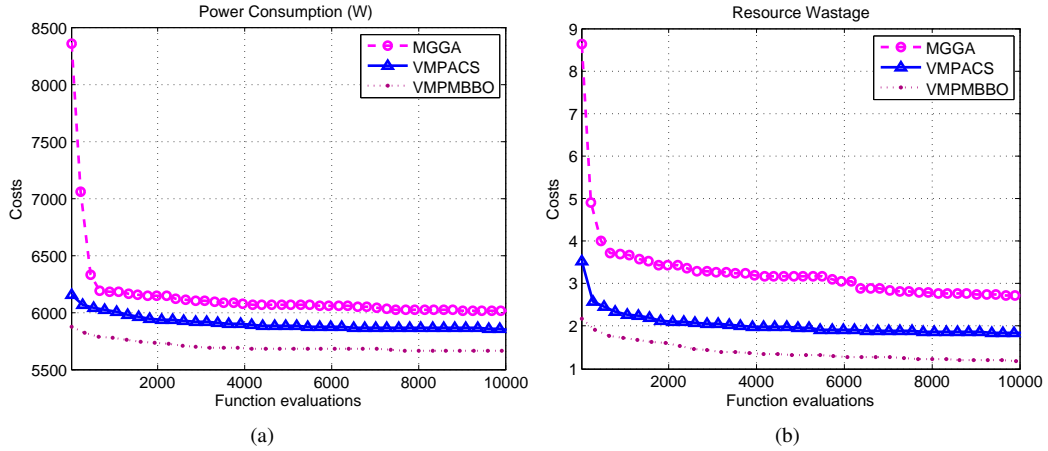 Power Consumption (W)
8500
8000
7500
7000
6500
6000
5500
Costs
MGGA
VMPACS
VMPMBBO
2000
4000
6000
8000
10000
Function evaluations
(a)
Resource Wastage
9
8
7
6
5
4
3
2
1
Costs
MGGA
VMPACS
VMPMBBO
2000
4000
6000
8000
10000
Function evaluations
(b)